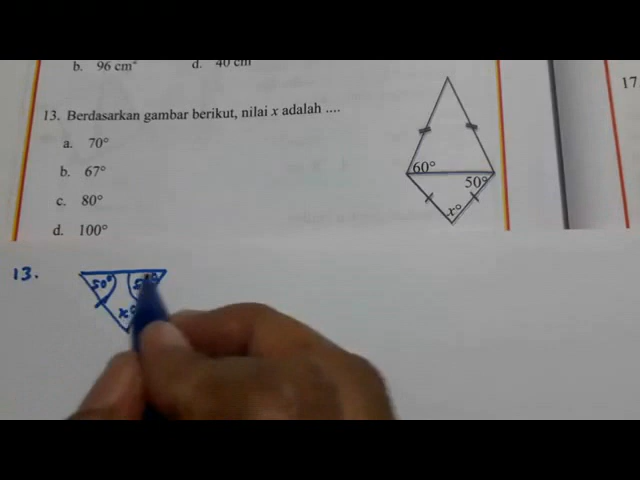 b. 96 cm² d. 40 cm
13. Berdasarkan gambar berikut, nilai x adalah ....
a. 70°
b. 67°
c. 80°
d. 100°
60°
50°
x°
17
13.
50°
x°